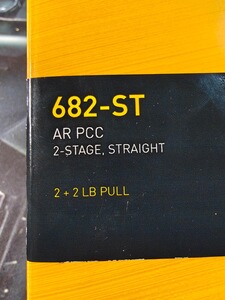 682-ST
AR PCC
2-STAGE, STRAIGHT
2 + 2 LB PULL